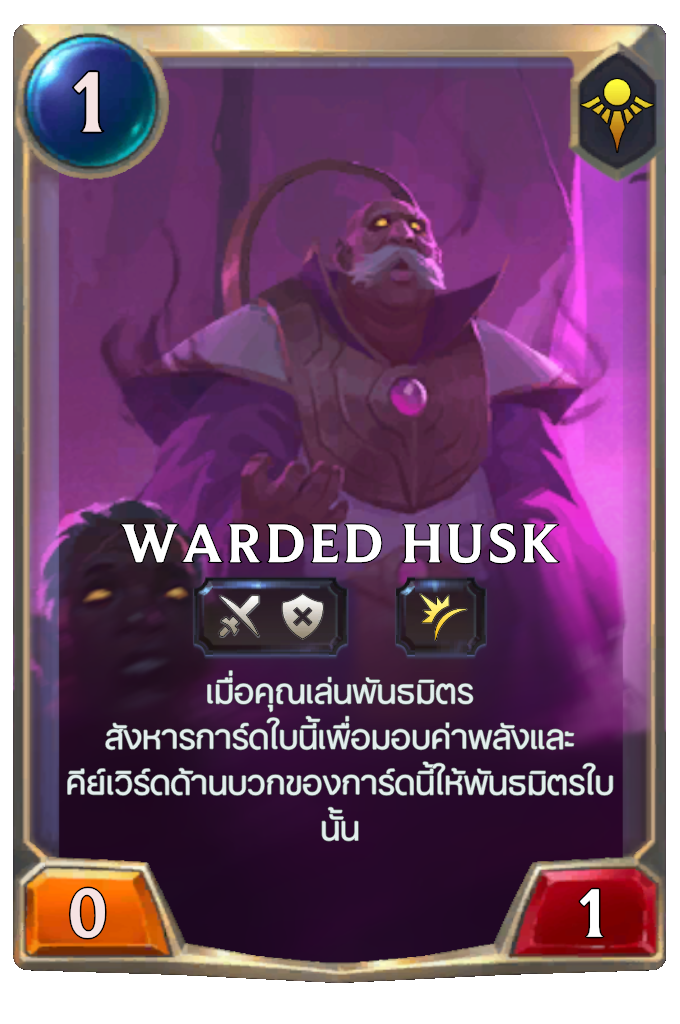 1
WARDED HUSK
เมื่อคุณเล่นพันธมิตร
สังหารการ์ดใบนี้เพื่อมอบค่าพลังและ
คีย์เวิร์ดด้านบวกของการ์ดนี้ให้พันธมิตรใบ
นั้น
0
1